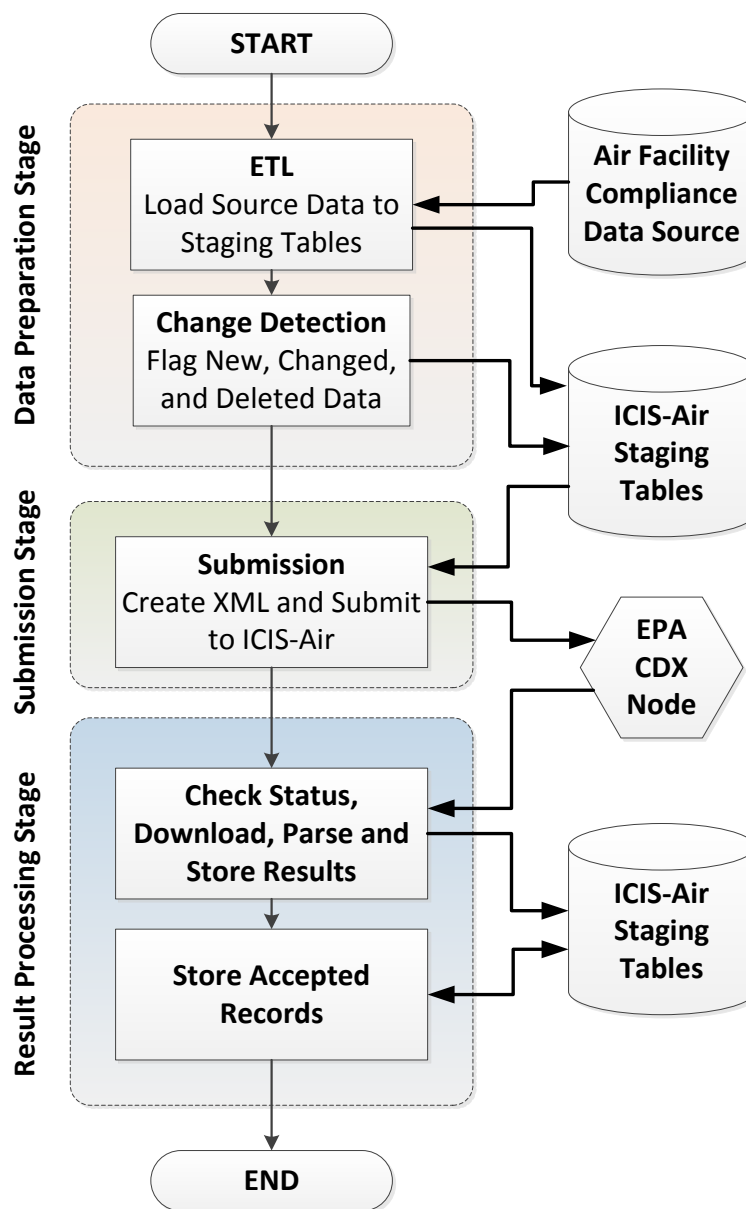 START
Data Preparation Stage
ETL
Load Source Data to
Staging Tables
Air Facility
Compliance
Data Source
Change Detection
Flag New, Changed,
and Deleted Data
ICIS-Air
Staging
Tables
Submission Stage
Submission
Create XML and Submit
to ICIS-Air
EPA
CDX
Node
Result Processing Stage
Check Status,
Download, Parse and
Store Results
Store Accepted
Records
ICIS-Air
Staging
Tables
END